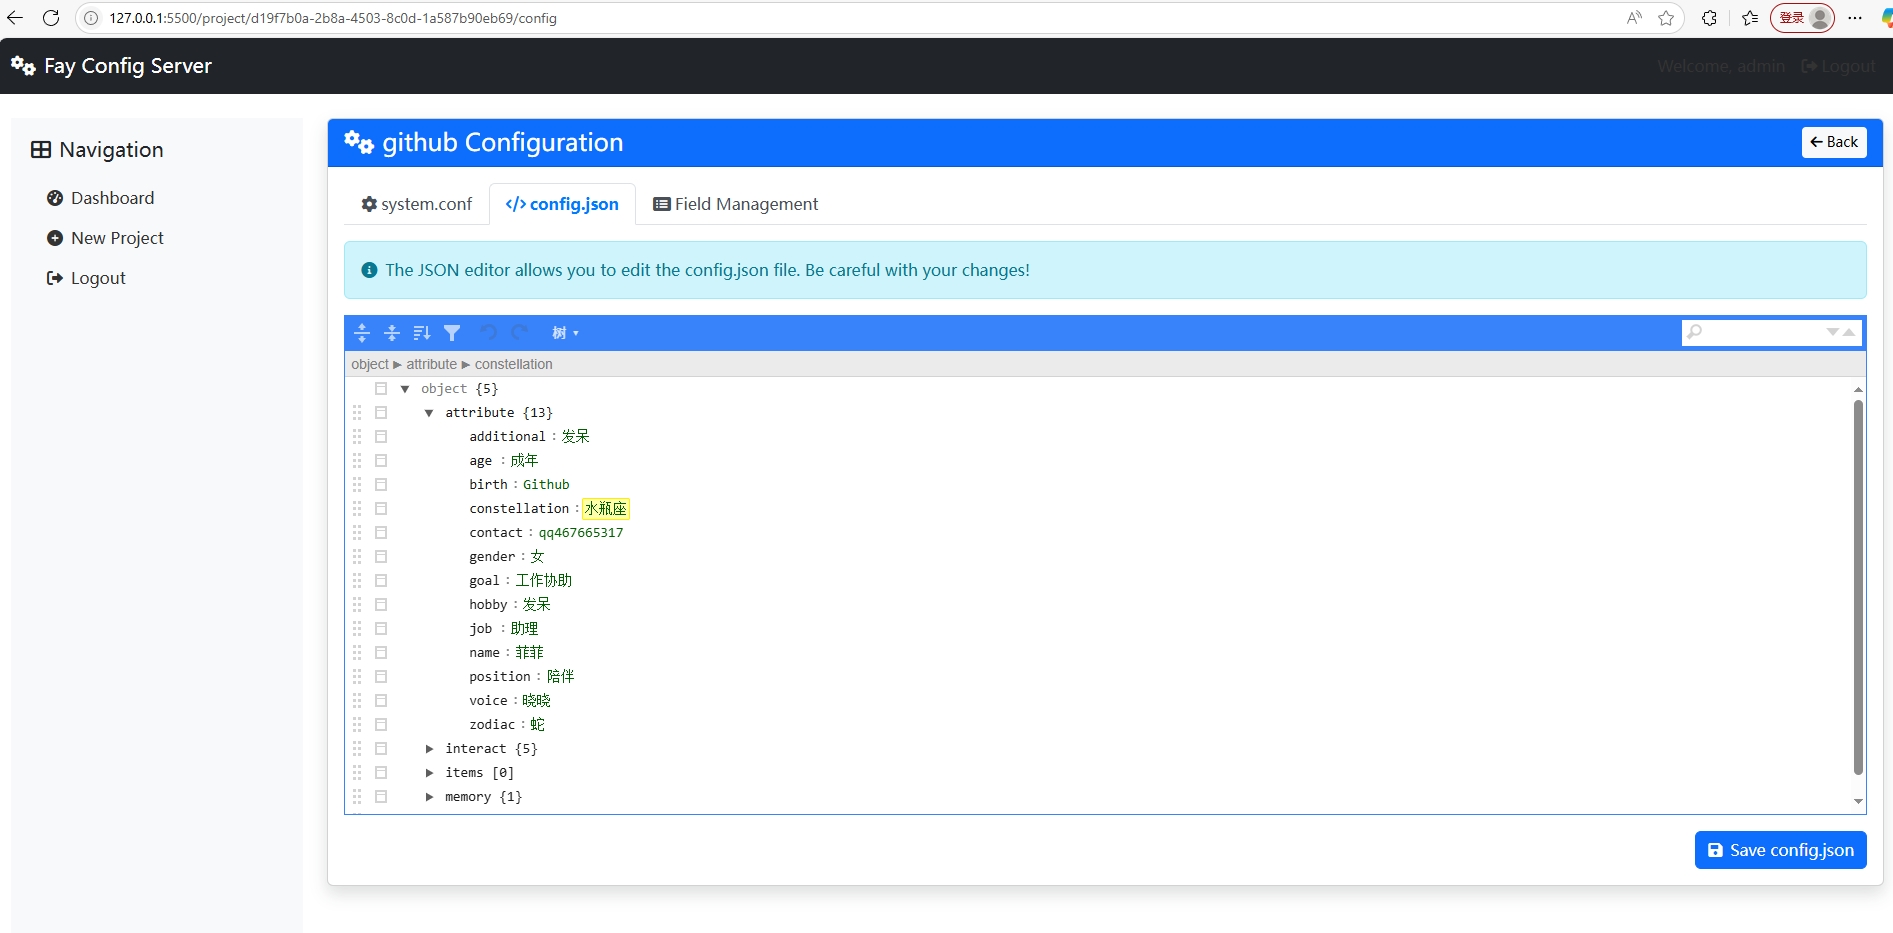 127.0.0.1:5500/project/d19f7b0a-2b8a-4503-8c0d-1a587b90eb69/config
登录
Fay Config Server
Welcome, admin Logout
Navigation
Dashboard
New Project
Logout
github Configuration
Back
system.conf
config.json
Field Management
The JSON editor allows you to edit the config.json file. Be careful with your changes!
树
object ► attribute ► constellation
object {5}
attribute {13}
additional : 发呆
age : 成年
birth : Github
constellation : 水瓶座
contact : qq467665317
gender : 女
goal : 工作协助
hobby : 发呆
job : 助理
name : 菲菲
position : 陪伴
voice : 晓晓
zodiac : 蛇
interact {5}
items [0]
memory {1}
Save config.json